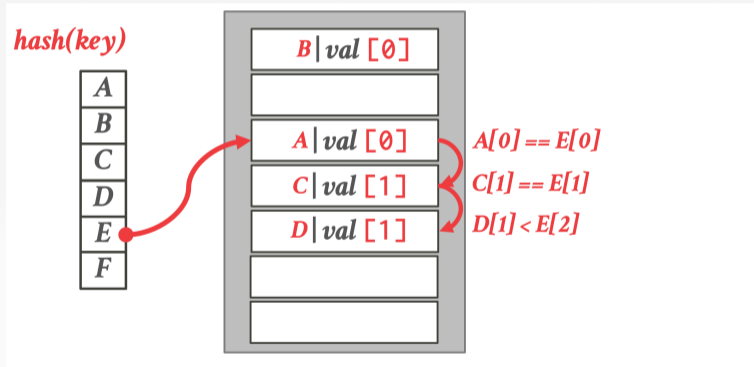 hash(key)
A
B
C
D
E
F
B|val [0]
A|val [0]
C|val [1]
D|val [1]
A[0] == E[0]
C[1] == E[1]
D[1] < E[2]